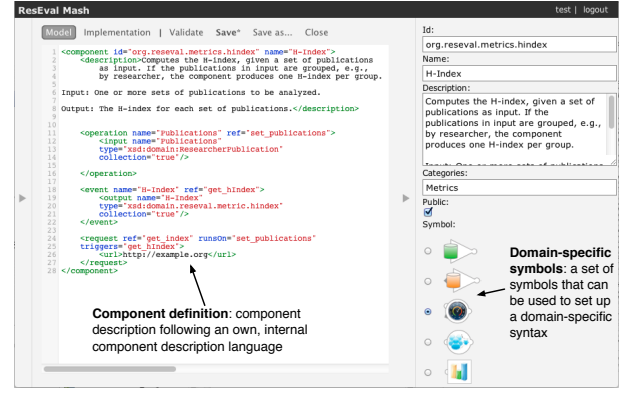 ResEval Mash
test | logout
Model Implementation | Validate Save* Save as... Close
1 <component id="org.reseval.metrics.hindex" name="H-Index">
2 <description>Computes the H-index, given a set of publications
3 as input. If the publications in input are grouped, e.g.,
4 by researcher, the component produces one H-index per group.
5
6 Input: One or more sets of publications to be analyzed.
7
8 Output: The H-index for each set of publications.</description>
9
10
11 <operation name="Publications" ref="set_publications">
12 <input name="Publications"
13 type="xsd:domain:ResearcherPublication"
14 collection="true"/>
15
16 </operation>
17
18 <event name="H-Index" ref="get_hIndex">
19 <output name="H-Index"
20 type="xsd:domain.reseval.metric.hindex"
21 collection="true"/>
22 </event>
23
24 <request ref="get_index" runsOn="set_publications"
25 triggers="get_hIndex">
26 <url>http://example.org</url>
27 </request>
28 </component>
Component definition: component
description following an own, internal
component description language
Id:
org.reseval.metrics.hindex
Name:
H-Index
Description:
Computes the H-index, given a set of
publications as input. If the
publications in input are grouped, e.g.,
by researcher, the component
produces one H-index per group.
Input: One or more sets of publications
Categories:
Metrics
Public:
Symbol:
Domain-specific
symbols: a set of
symbols that can
be used to set up
a domain-specific
syntax